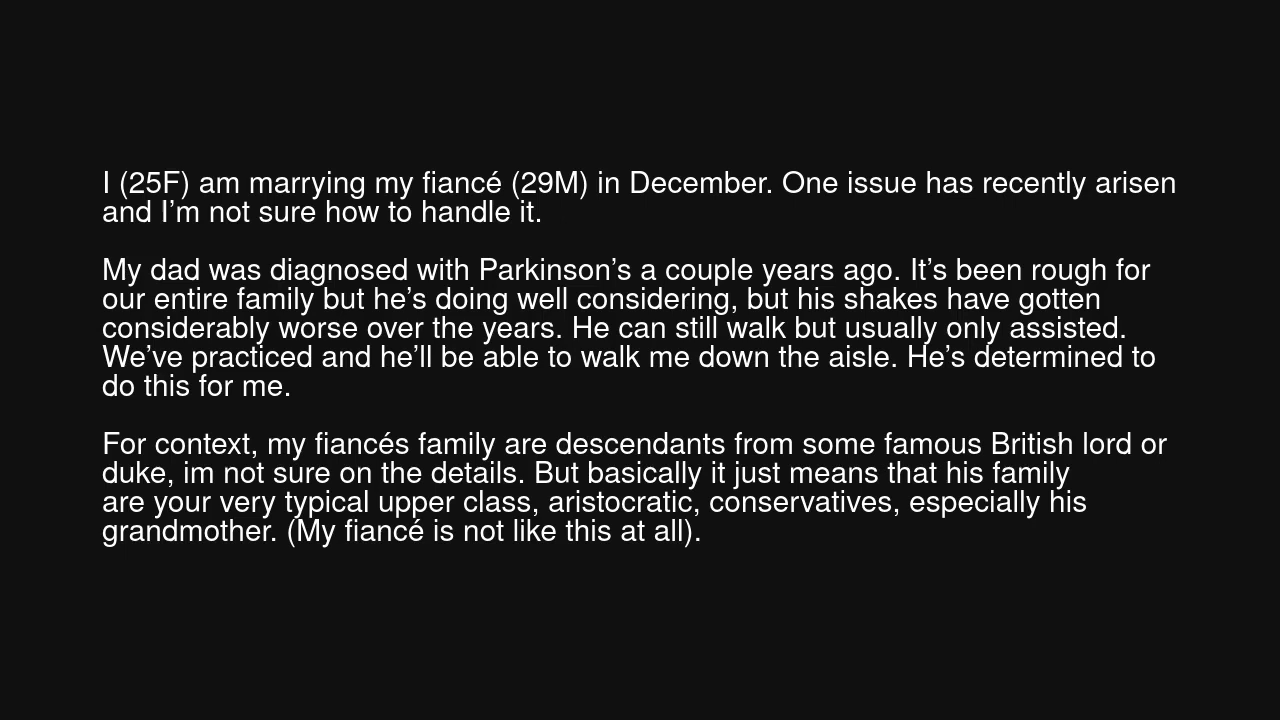 I (25F) am marrying my fiancé (29M) in December. One issue has recently arisen
and I’m not sure how to handle it.
My dad was diagnosed with Parkinson’s a couple years ago. It’s been rough for
our entire family but he’s doing well considering, but his shakes have gotten
considerably worse over the years. He can still walk but usually only assisted.
We’ve practiced and he’ll be able to walk me down the aisle. He’s determined to
do this for me.
For context, my fiancés family are descendants from some famous British lord or
duke, im not sure on the details. But basically it just means that his family
are your very typical upper class, aristocratic, conservatives, especially his
grandmother. (My fiancé is not like this at all).